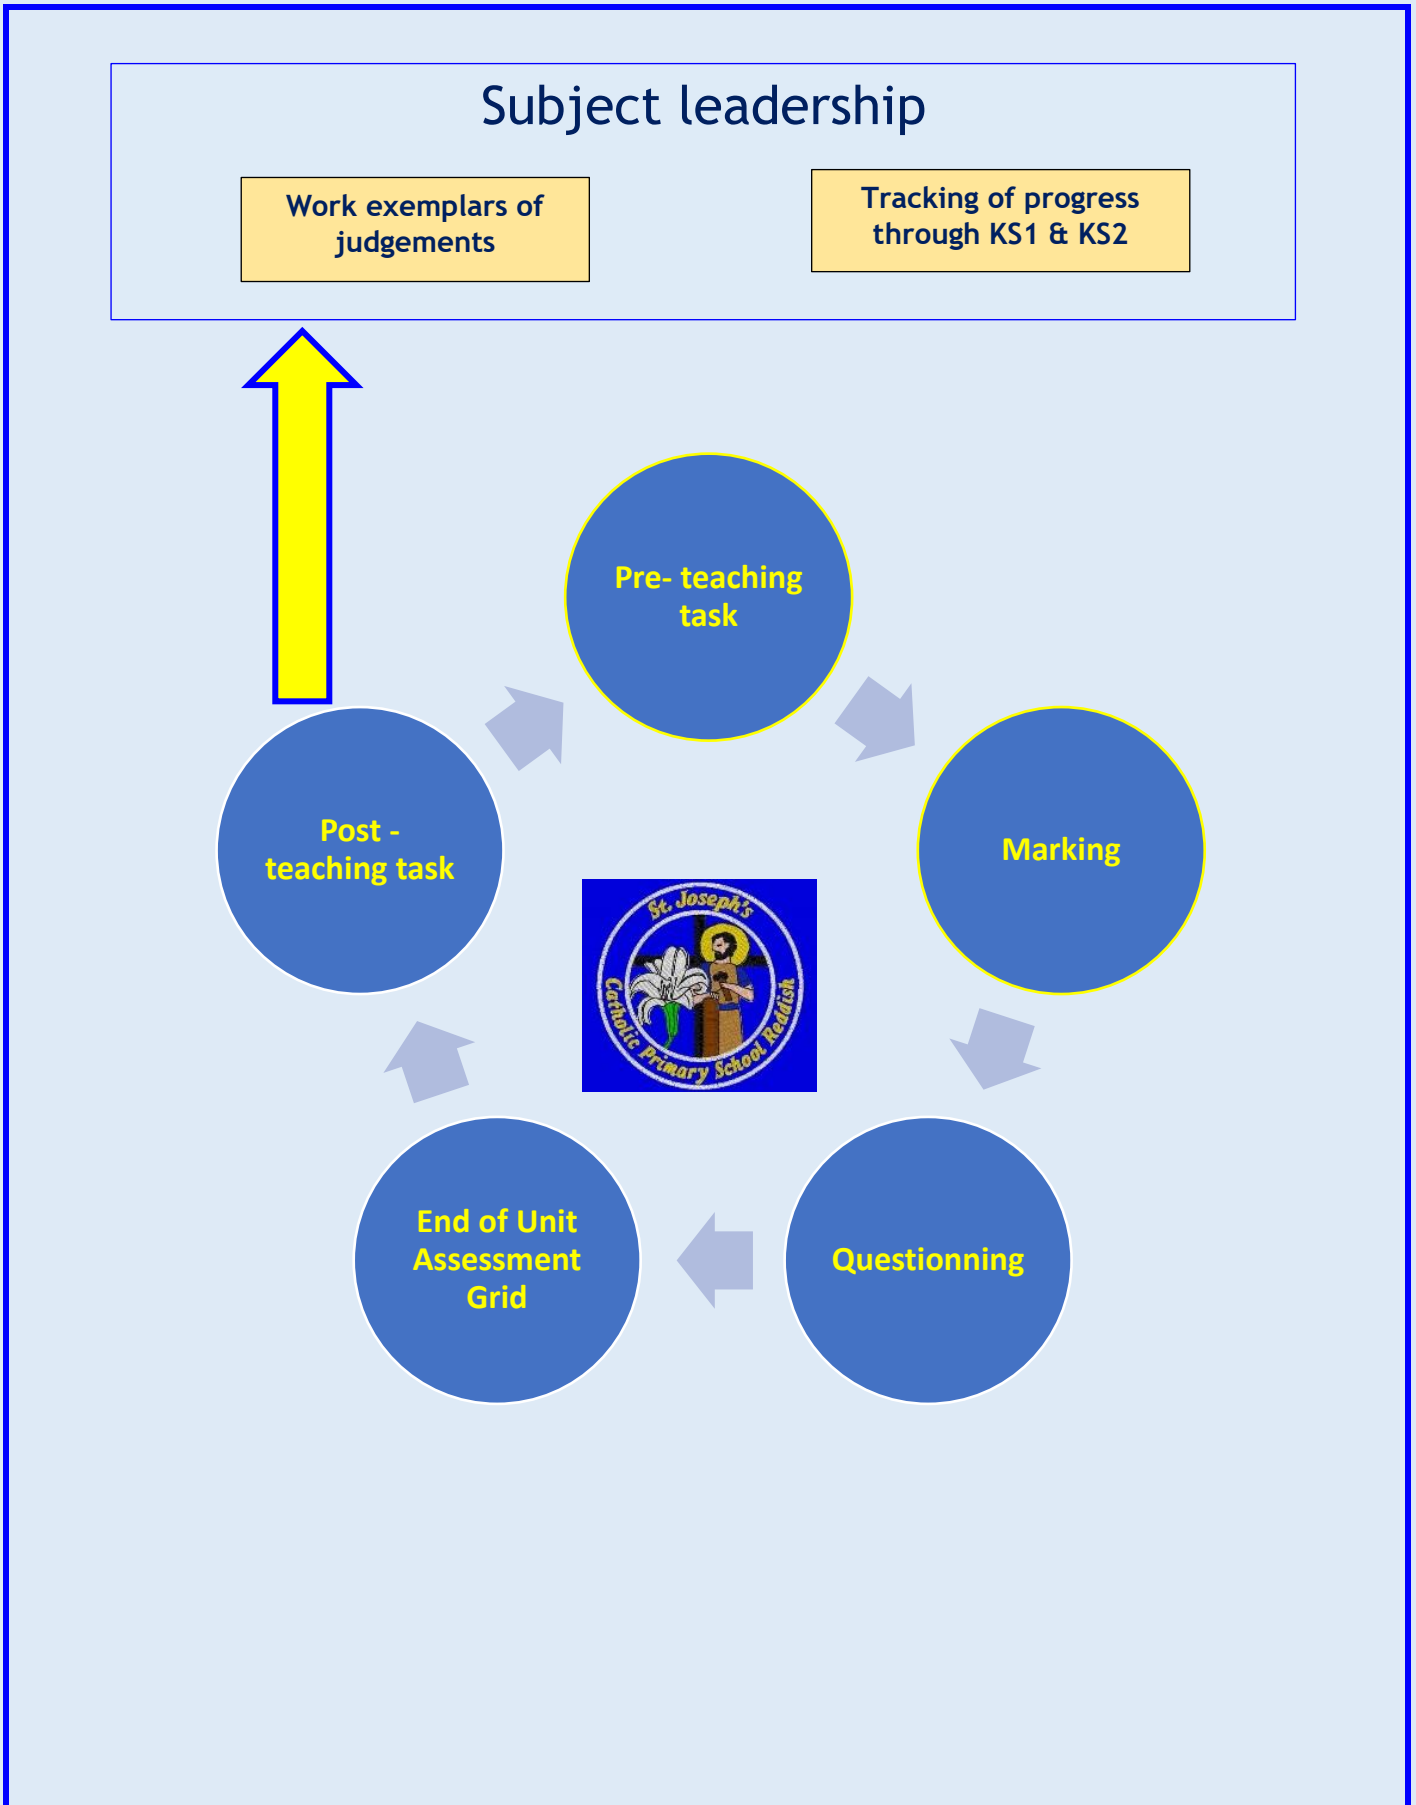 Subject leadership
Work exemplars of
judgements
Tracking of progress
through KS1 & KS2
Pre- teaching
task
Marking
Questionning
End of Unit
Assessment
Grid
Post -
teaching task
St. Joseph's
Catholic Primary School Reddish